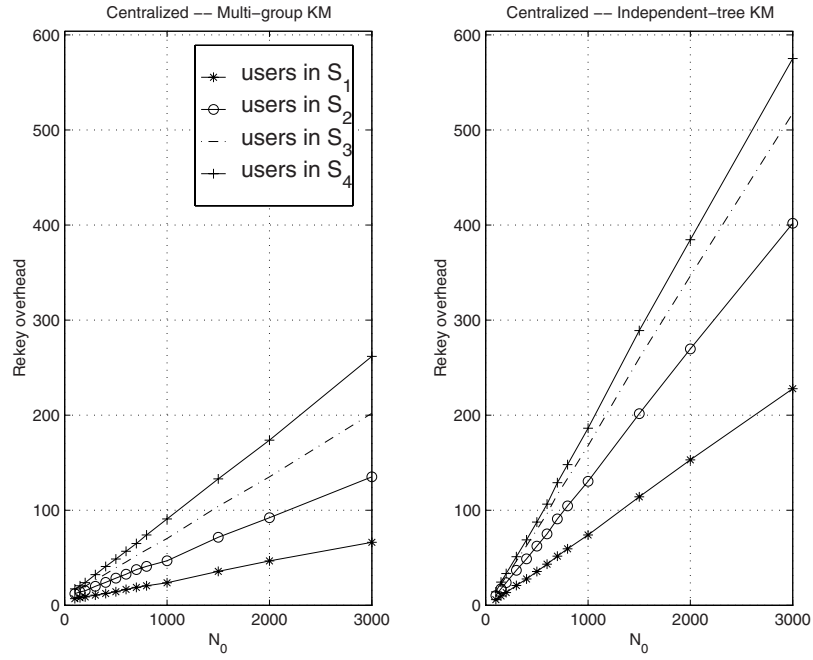 Centralized −− Multi−group KM
600
500
400
300
200
100
0
Rekey overhead
0 1000 2000 3000
N0
users in S1
users in S2
users in S3
users in S4
Centralized −− Independent−tree KM
600
500
400
300
200
100
0
Rekey overhead
0 1000 2000 3000
N0